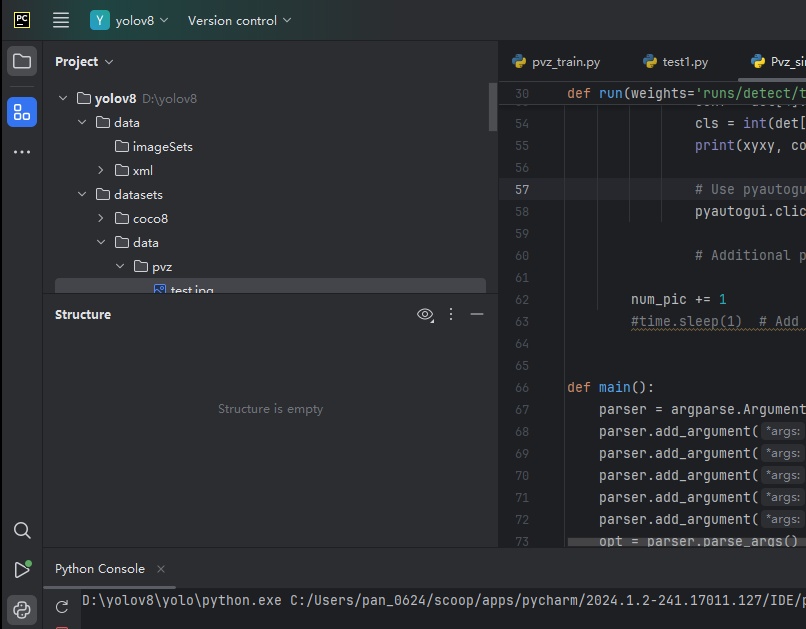 PC
Y yolov8 Version control
Project
yolov8 D:\yolov8
data
imageSets
xml
datasets
coco8
data
pvz
test.jpg
Structure
Structure is empty
pvz_train.py test1.py
30 def run(weights='runs/detect/t
54 cls = int(det[
55 print(xyxy, co
56
57 # Use pyautogu
58 pyautogui.clic
59
60 # Additional p
61
62 num_pic += 1
63 #time.sleep(1) # Add
64
65
66 def main():
67 parser = argparse.Argument
68 parser.add_argument( *args:
69 parser.add_argument( *args:
70 parser.add_argument( *args:
71 parser.add_argument( *args:
72 parser.add_argument( *args:
73 opt = parser.parse_args()
Python Console
D:\yolov8\yolo\python.exe C:/Users/pan_0624/scoop/apps/pycharm/2024.1.2-241.17011.127/IDE/p